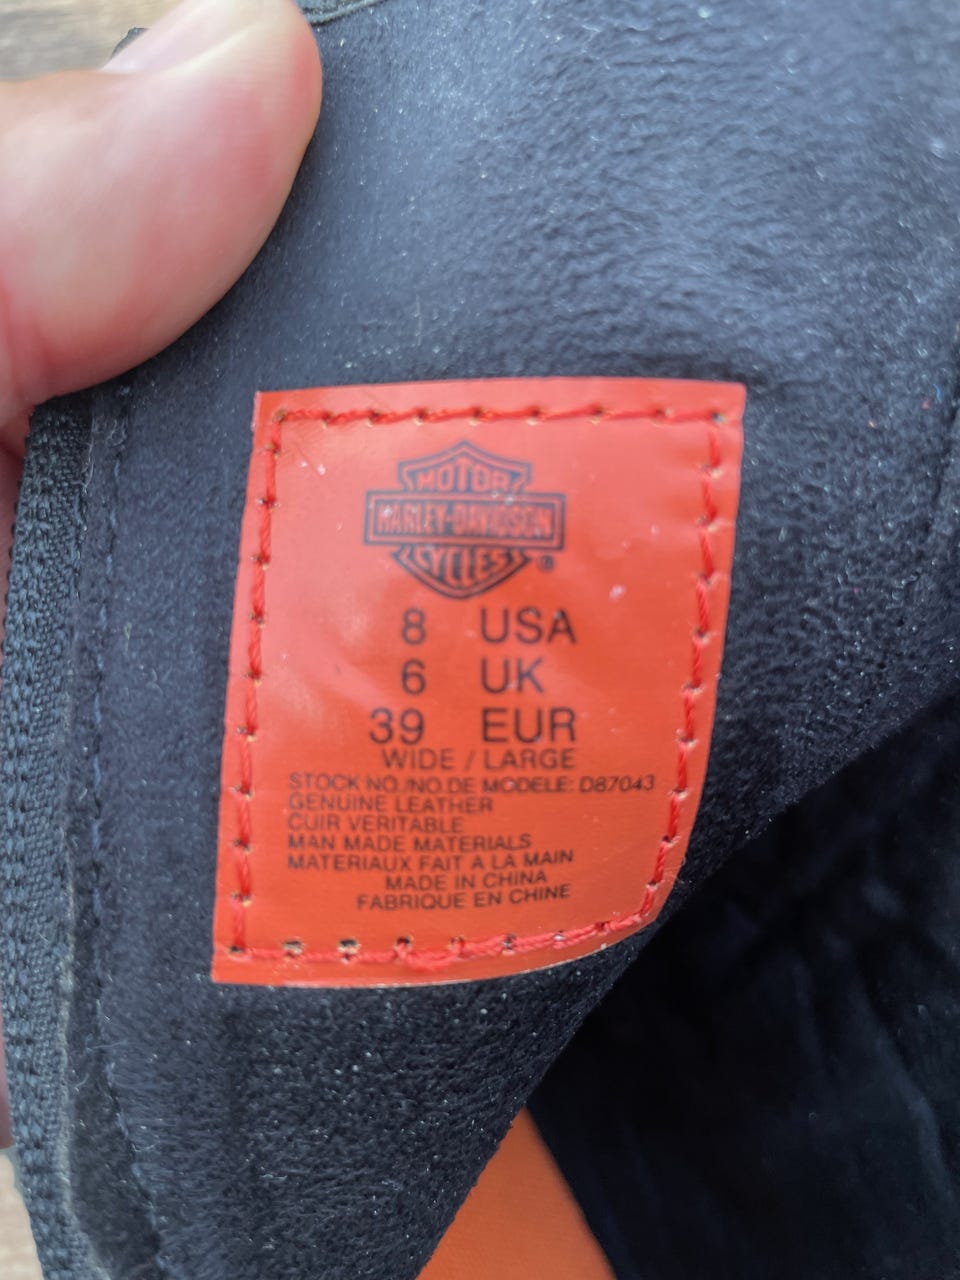 MOTOR
HARLEY-DAVIDSON
CYCLES
®
8 USA
6 UK
39 EUR
WIDE / LARGE
STOCK NO./NO.DE MODELE: D87043
GENUINE LEATHER
CUIR VERITABLE
MAN MADE MATERIALS
MATERIAUX FAIT A LA MAIN
MADE IN CHINA
FABRIQUE EN CHINE